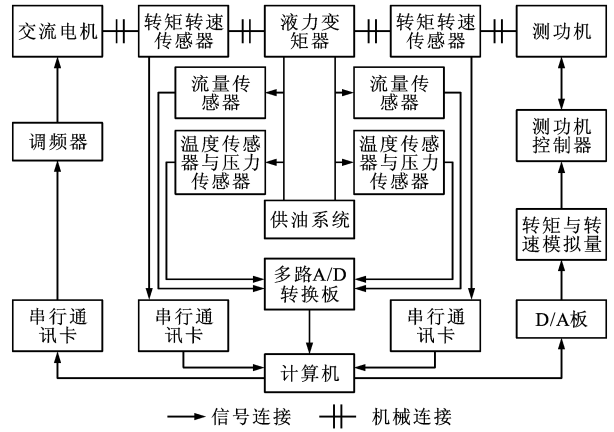 交流电机
转矩转速
传感器
液力变
矩器
转矩转速
传感器
测功机
流量传
感器
流量传
感器
调频器
温度传感
器与压力
传感器
温度传感
器与压力
传感器
测功机
控制器
供油系统
转矩与转
速模拟量
多路A/D
转换板
串行通
讯卡
串行通
讯卡
串行通
讯卡
D/A板
计算机
信号连接
机械连接